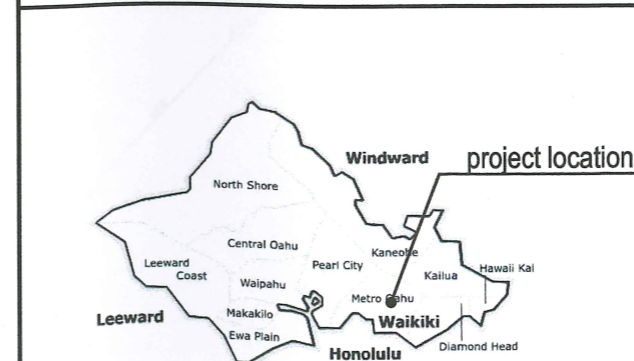 Windward
project location
North Shore
Central Oahu
Kaneohe
Leeward
Coast
Pearl City
Kailua
Hawaii Kai
Waipahu
Metro Oahu
Makakilo
Waikiki
Leeward
Ewa Plain
Diamond Head
Honolulu